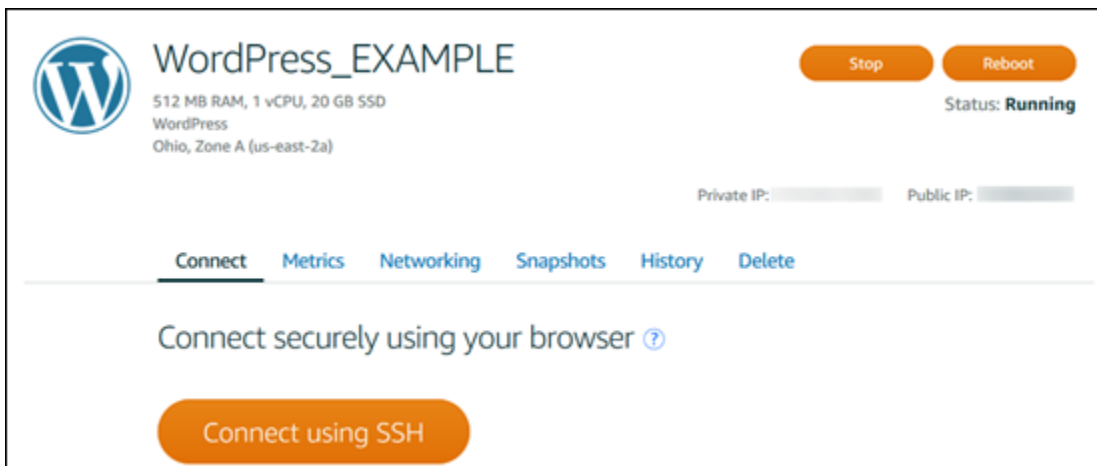 WordPress_EXAMPLE
Stop
Reboot
512 MB RAM, 1 vCPU, 20 GB SSD
Status: Running
WordPress
Ohio, Zone A (us-east-2a)
Private IP:
Public IP:
Connect
Metrics
Networking
Snapshots
History
Delete
Connect securely using your browser ?
Connect using SSH